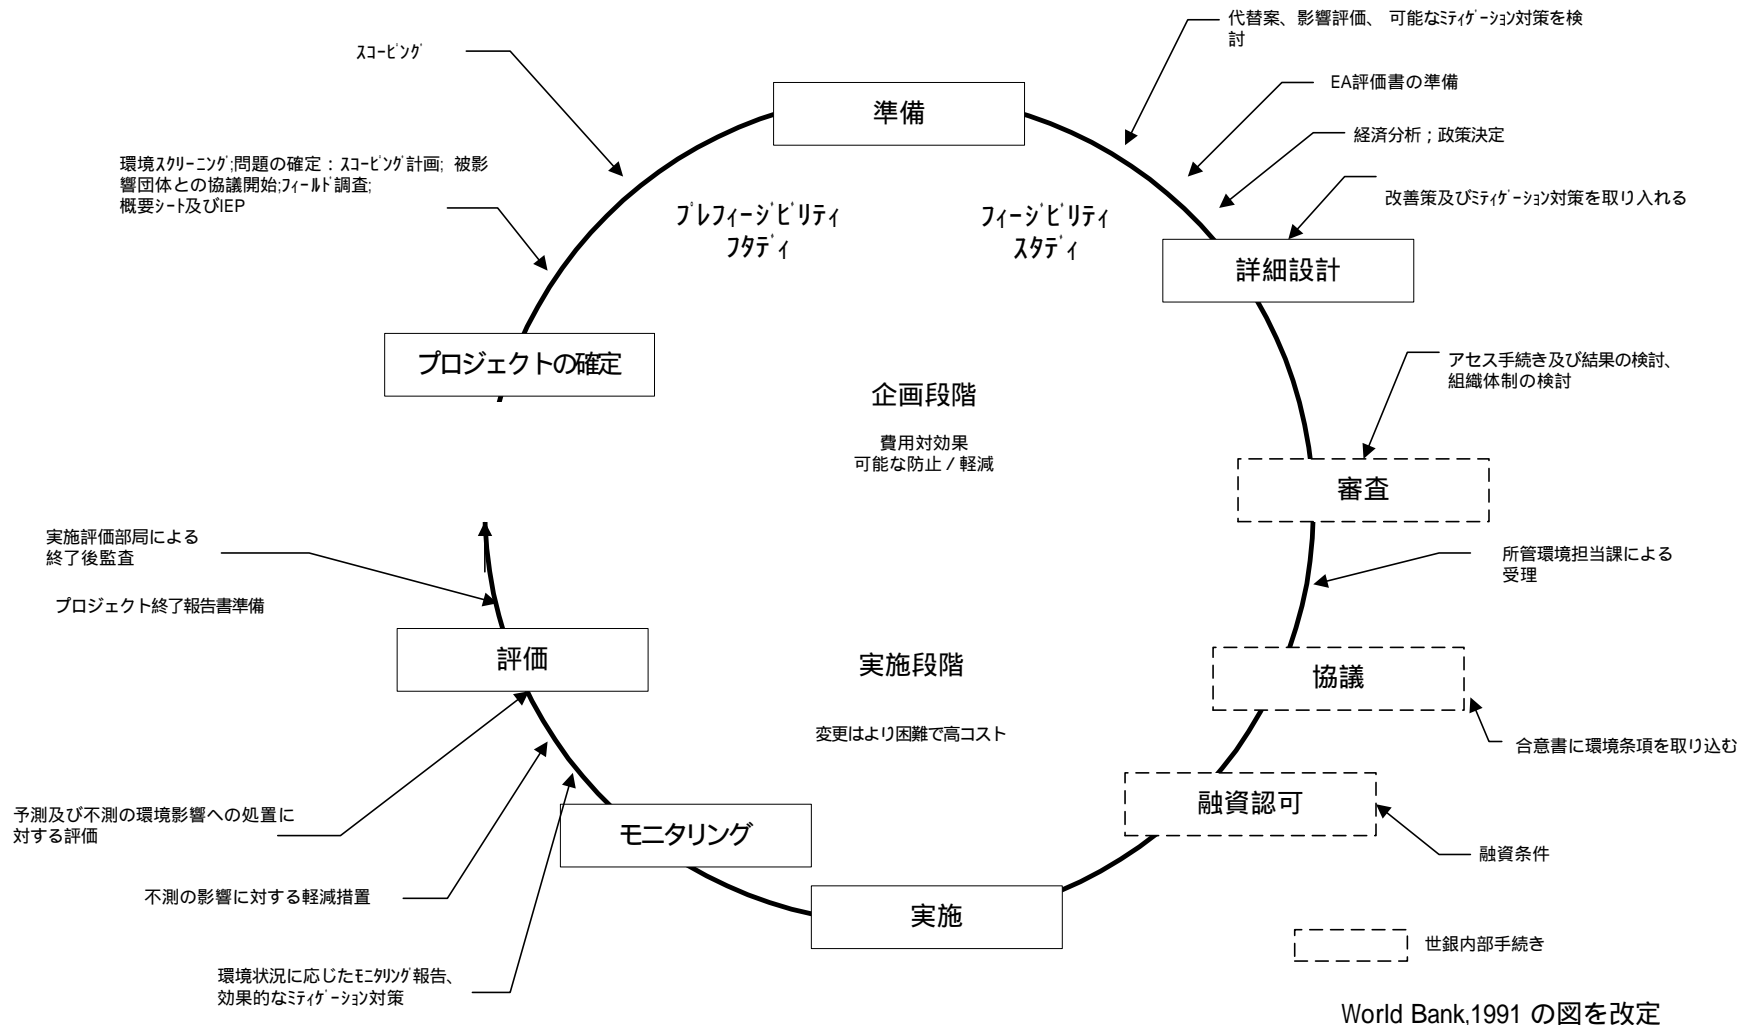 代替案、影響評価、 可能なﾐﾃｨｹﾞｰｼｮﾝ対策を検
討
ｽｺｰﾋﾟﾝｸﾞ
EA評価書の準備
準備
経済分析；政策決定
環境ｽｸﾘｰﾆﾝｸﾞ;問題の確定：ｽｺｰﾋﾟﾝｸﾞ計画; 被影
響団体との協議開始;ﾌｨｰﾙﾄﾞ調査;
概要ｼｰﾄ及びIEP
改善策及びﾐﾃｨｹﾞｰｼｮﾝ対策を取り入れる
ﾌﾟﾚﾌｨｰｼﾞﾋﾞﾘﾃｨ
ﾌﾀﾃﾞｨ
ﾌｨｰｼﾞﾋﾞﾘﾃｨ
ｽﾀﾃﾞｨ
詳細設計
プロジェクトの確定
アセス手続き及び結果の検討、
組織体制の検討
企画段階
費用対効果
可能な防止／軽減
審査
実施評価部局による
終了後監査
所管環境担当課による
受理
プロジェクト終了報告書準備
評価
実施段階
協議
変更はより困難で高コスト
合意書に環境条項を取り込む
予測及び不測の環境影響への処置に
対する評価
モニタリング
融資認可
融資条件
不測の影響に対する軽減措置
実施
世銀内部手続き
環境状況に応じたﾓﾆﾀﾘﾝｸﾞ報告、
効果的なﾐﾃｨｹﾞｰｼｮﾝ対策
World Bank,1991 の図を改定